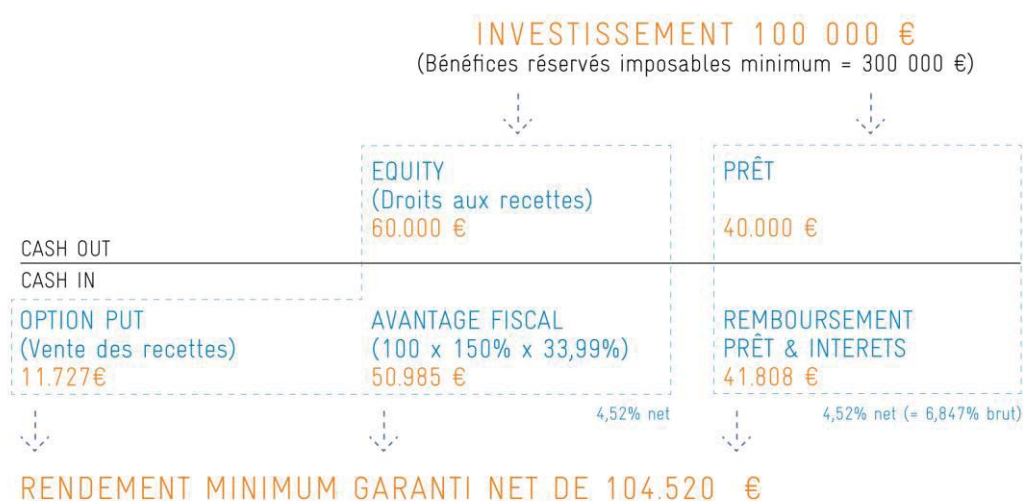 INVESTISSEMENT 100 000 €
(Bénéfices réservés imposables minimum = 300 000 €)
EQUITY
(Droits aux recettes)
60.000 €
PRÊT
40.000 €
CASH OUT
CASH IN
OPTION PUT
(Vente des recettes)
11.727€
AVANTAGE FISCAL
(100 x 150% x 33,99%)
50.985 €
4,52% net
REMBOURSEMENT
PRÊT & INTERETS
41.808 €
4,52% net (= 6,847% brut)
RENDEMENT MINIMUM GARANTI NET DE 104.520 €